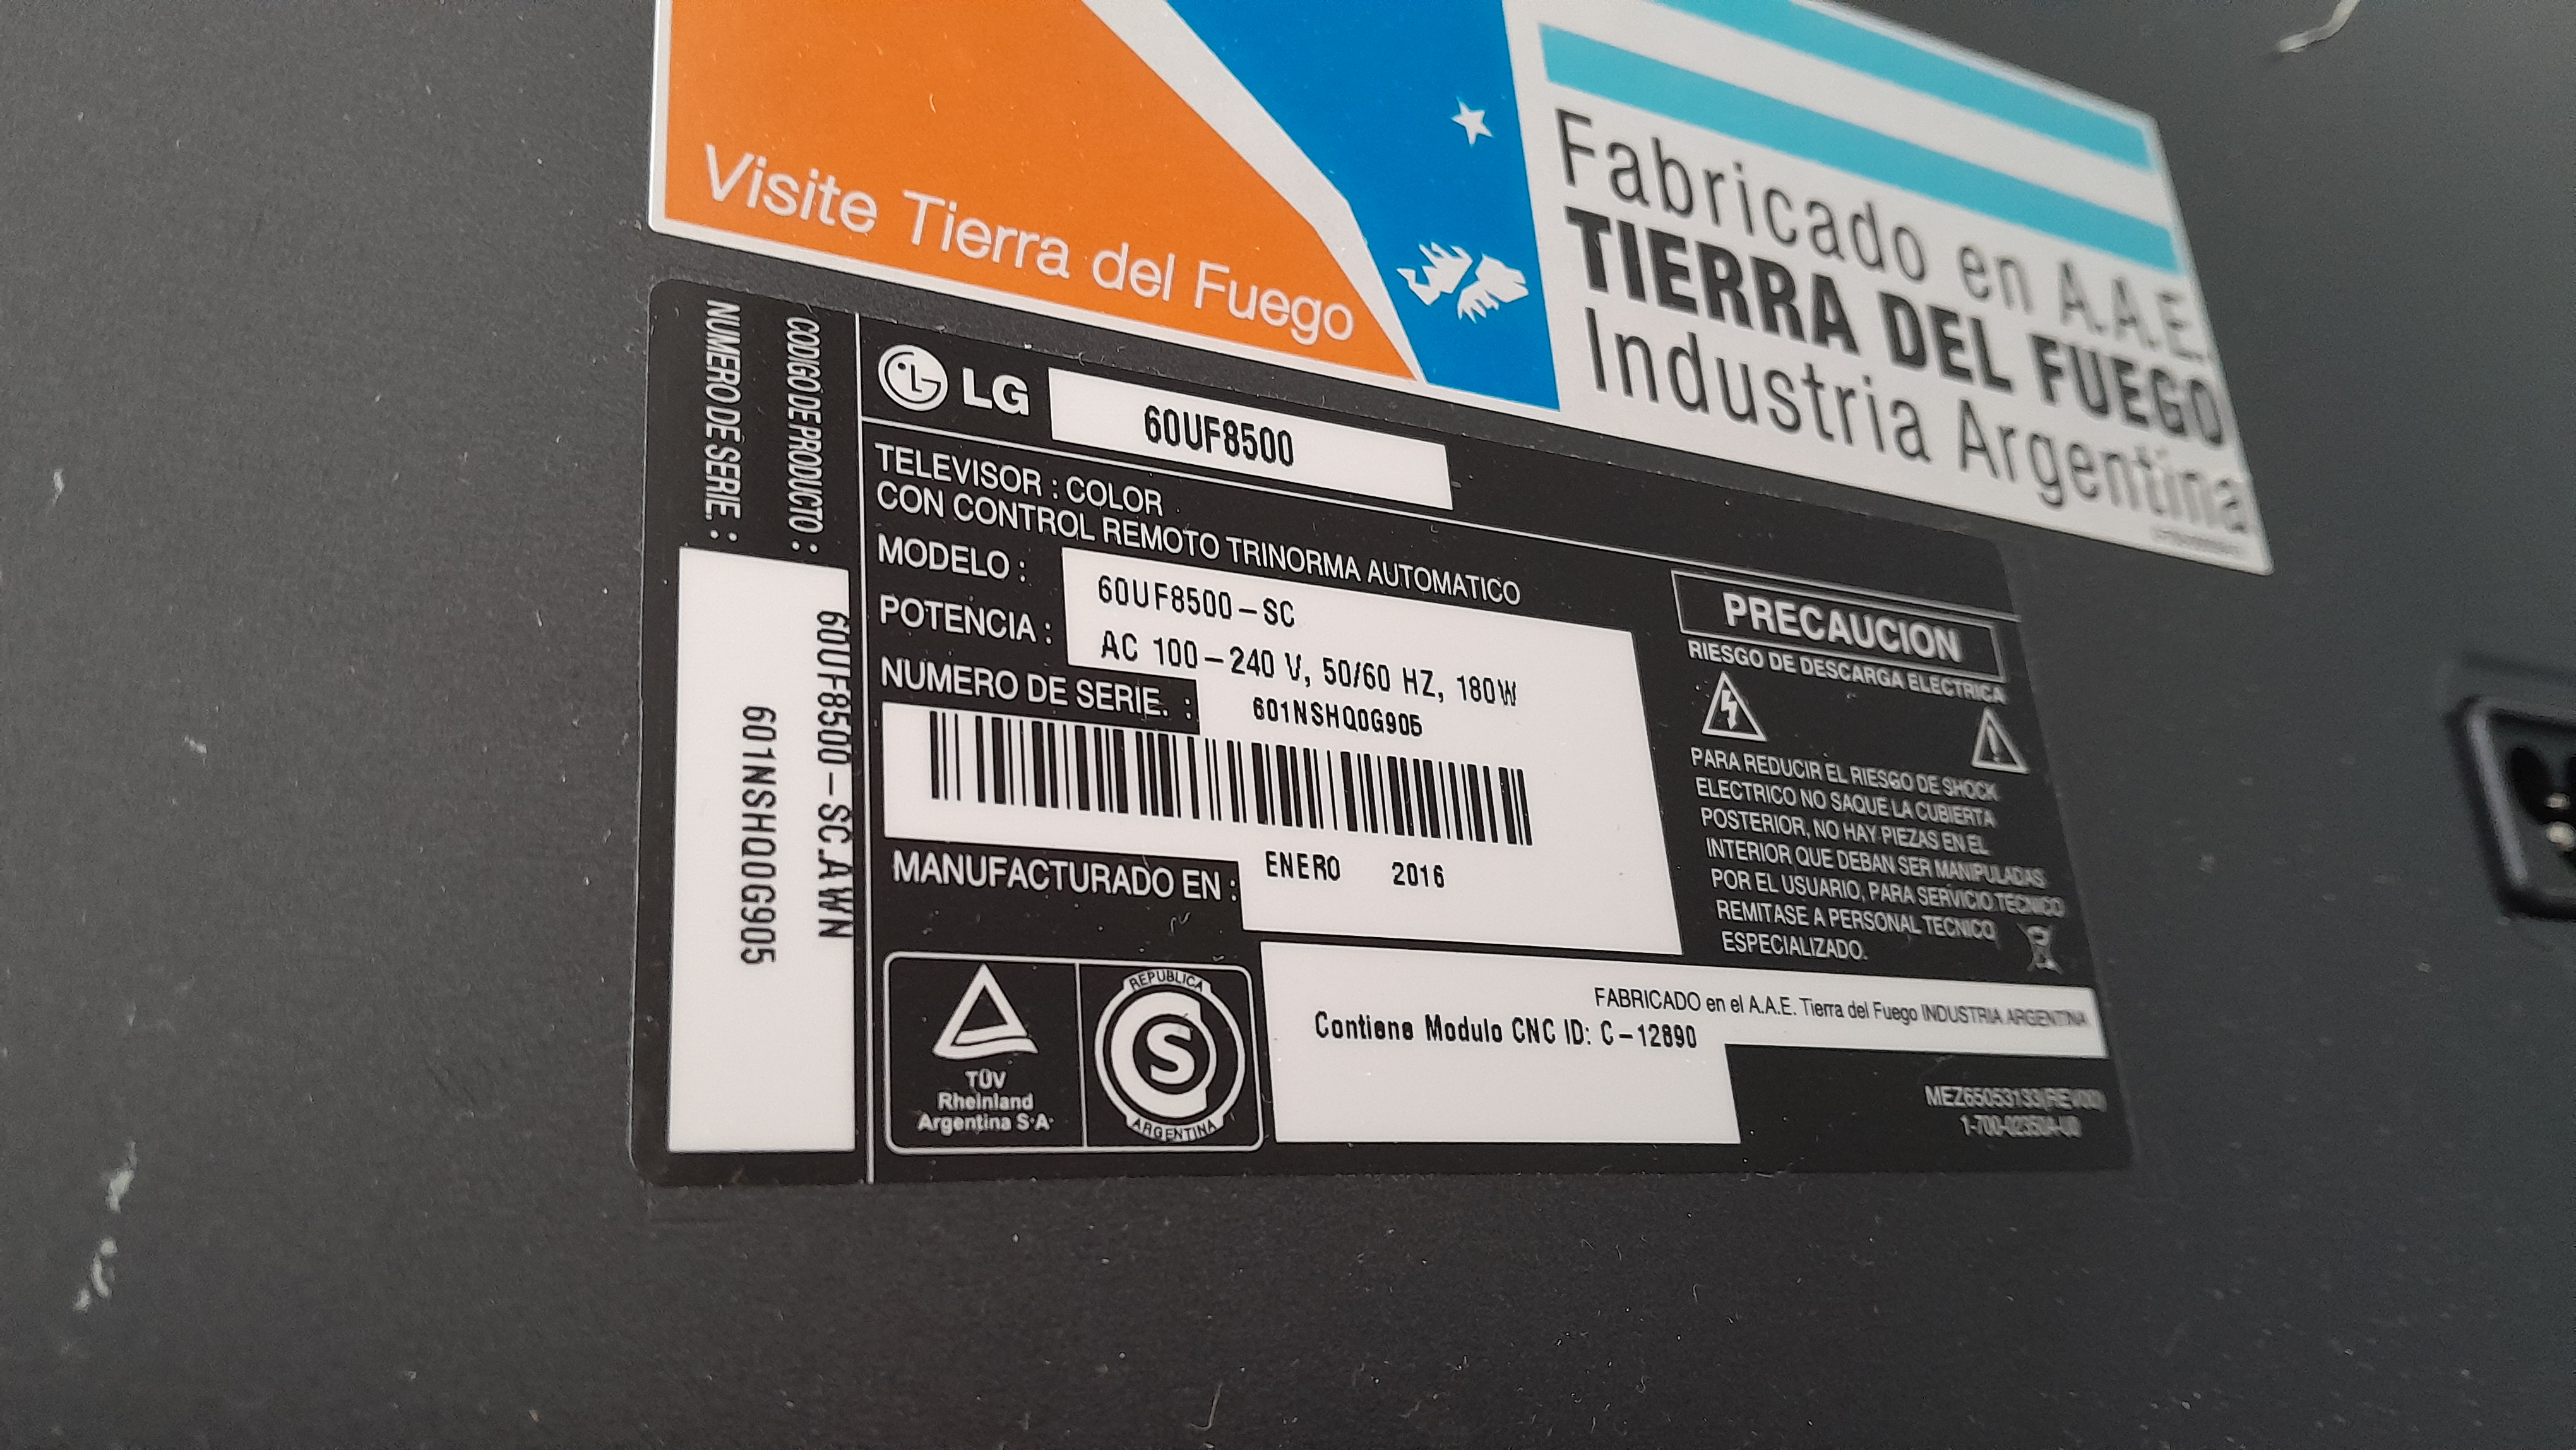 Visite Tierra del Fuego
Fabricado en A.A.E.
TIERRA DEL FUEGO
Industria Argentina
NUMERO DE SERIE. :
601NSHQ0G905
CODIGO DE PRODUCTO :
60UF8500-SC.AWN
LG
60UF8500
TELEVISOR : COLOR
CON CONTROL REMOTO TRINORMA AUTOMATICO
MODELO : 60UF8500-SC
POTENCIA : AC 100-240 V, 50/60 HZ, 180W
NUMERO DE SERIE. : 601NSHQ0G905
MANUFACTURADO EN : ENERO 2016
PRECAUCION
RIESGO DE DESCARGA ELECTRICA
PARA REDUCIR EL RIESGO DE SHOCK
ELECTRICO NO SAQUE LA CUBIERTA
POSTERIOR, NO HAY PIEZAS EN EL
INTERIOR QUE DEBAN SER MANIPULADAS
POR EL USUARIO, PARA SERVICIO TECNICO
REMITASE A PERSONAL TECNICO
ESPECIALIZADO.
TÜV
Rheinland
Argentina S·A·
REPUBLICA
S
ARGENTINA
FABRICADO en el A.A.E. Tierra del Fuego INDUSTRIA ARGENTINA
Contiene Modulo CNC ID: C-12890
MEZ65053133(REV00)